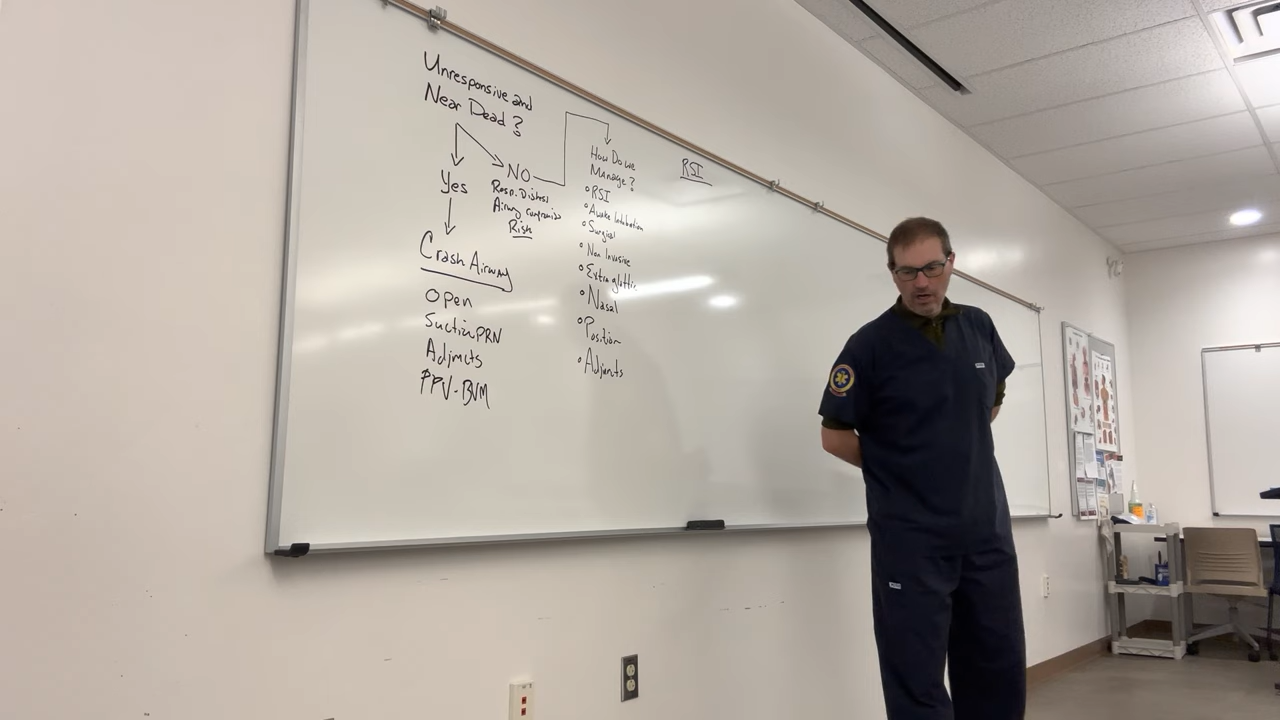 Unresponsive and
Near Dead?
Yes
Crash Airway
Open
Suction PRN
Adjuncts
PPV-BVM
NO
Resp. Distress
Airway compromise
Risk
How Do we
Manage?
RSI
Awake Intubation
Surgical
Non Invasive
Extraglottic
Nasal
Position
Adjuncts
RSI